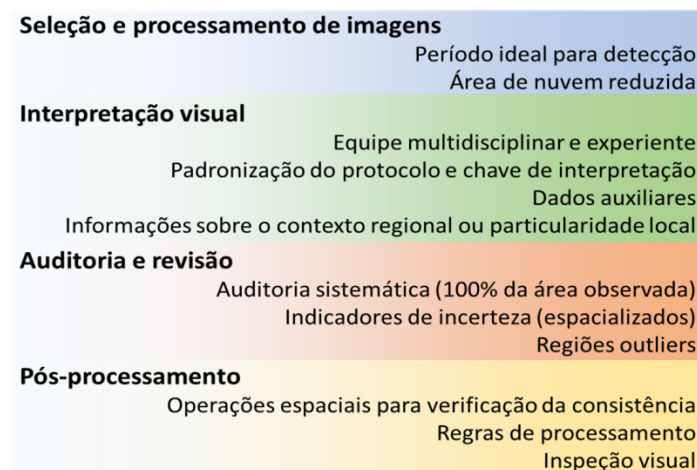 Seleção e processamento de imagens
Período ideal para detecção
Área de nuvem reduzida
Interpretação visual
Equipe multidisciplinar e experiente
Padronização do protocolo e chave de interpretação
Dados auxiliares
Informações sobre o contexto regional ou particularidade local
Auditoria e revisão
Auditoria sistemática (100% da área observada)
Indicadores de incerteza (espacializados)
Regiões outliers
Pós-processamento
Operações espaciais para verificação da consistência
Regras de processamento
Inspeção visual